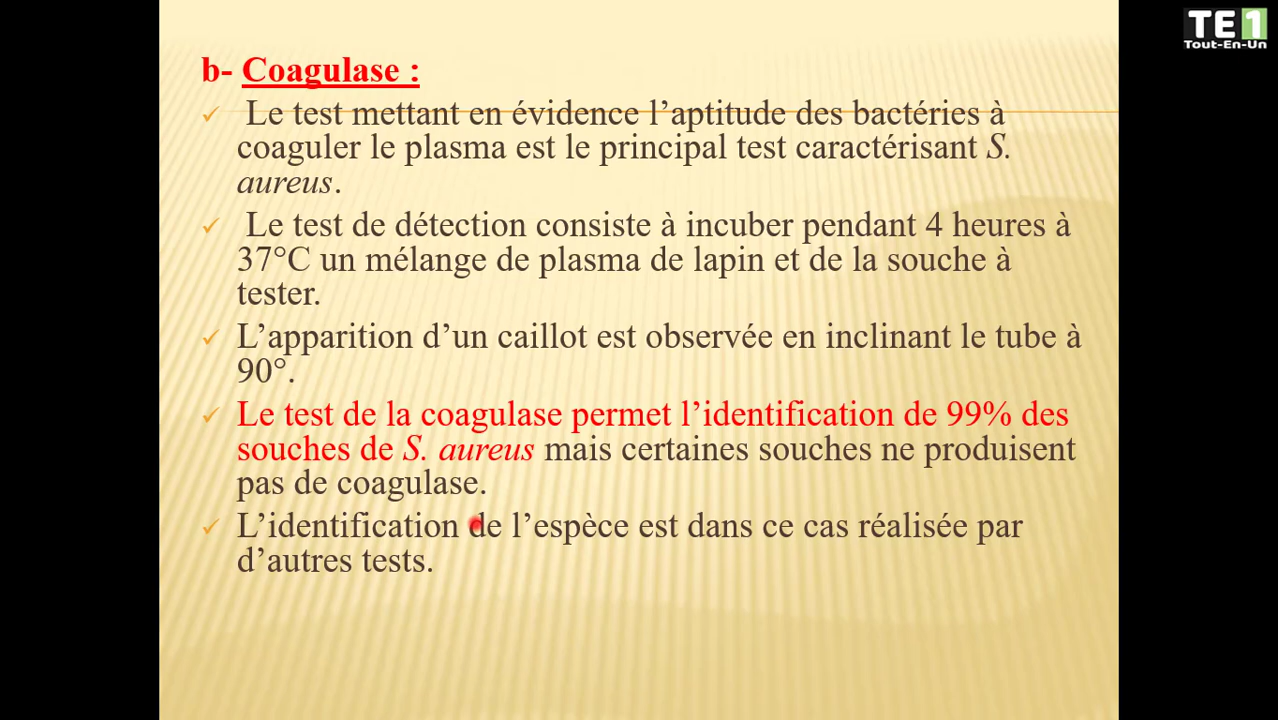 TE1
Tout-En-Un
b- Coagulase :
✓ Le test mettant en évidence l’aptitude des bactéries à
coaguler le plasma est le principal test caractérisant S.
aureus.
✓ Le test de détection consiste à incuber pendant 4 heures à
37°C un mélange de plasma de lapin et de la souche à
tester.
✓ L’apparition d’un caillot est observée en inclinant le tube à
90°.
✓ Le test de la coagulase permet l’identification de 99% des
souches de S. aureus mais certaines souches ne produisent
pas de coagulase.
✓ L’identification de l’espèce est dans ce cas réalisée par
d’autres tests.